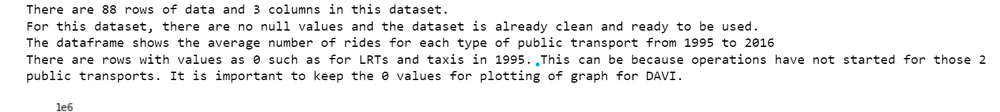 There are 88 rows of data and 3 columns in this dataset.
For this dataset, there are no null values and the dataset is already clean and ready to be used.
The dataframe shows the average number of rides for each type of public transport from 1995 to 2016
There are rows with values as 0 such as for LRTs and taxis in 1995. This can be because operations have not started for those 2
public transports. It is important to keep the 0 values for plotting of graph for DAVI.
1e6